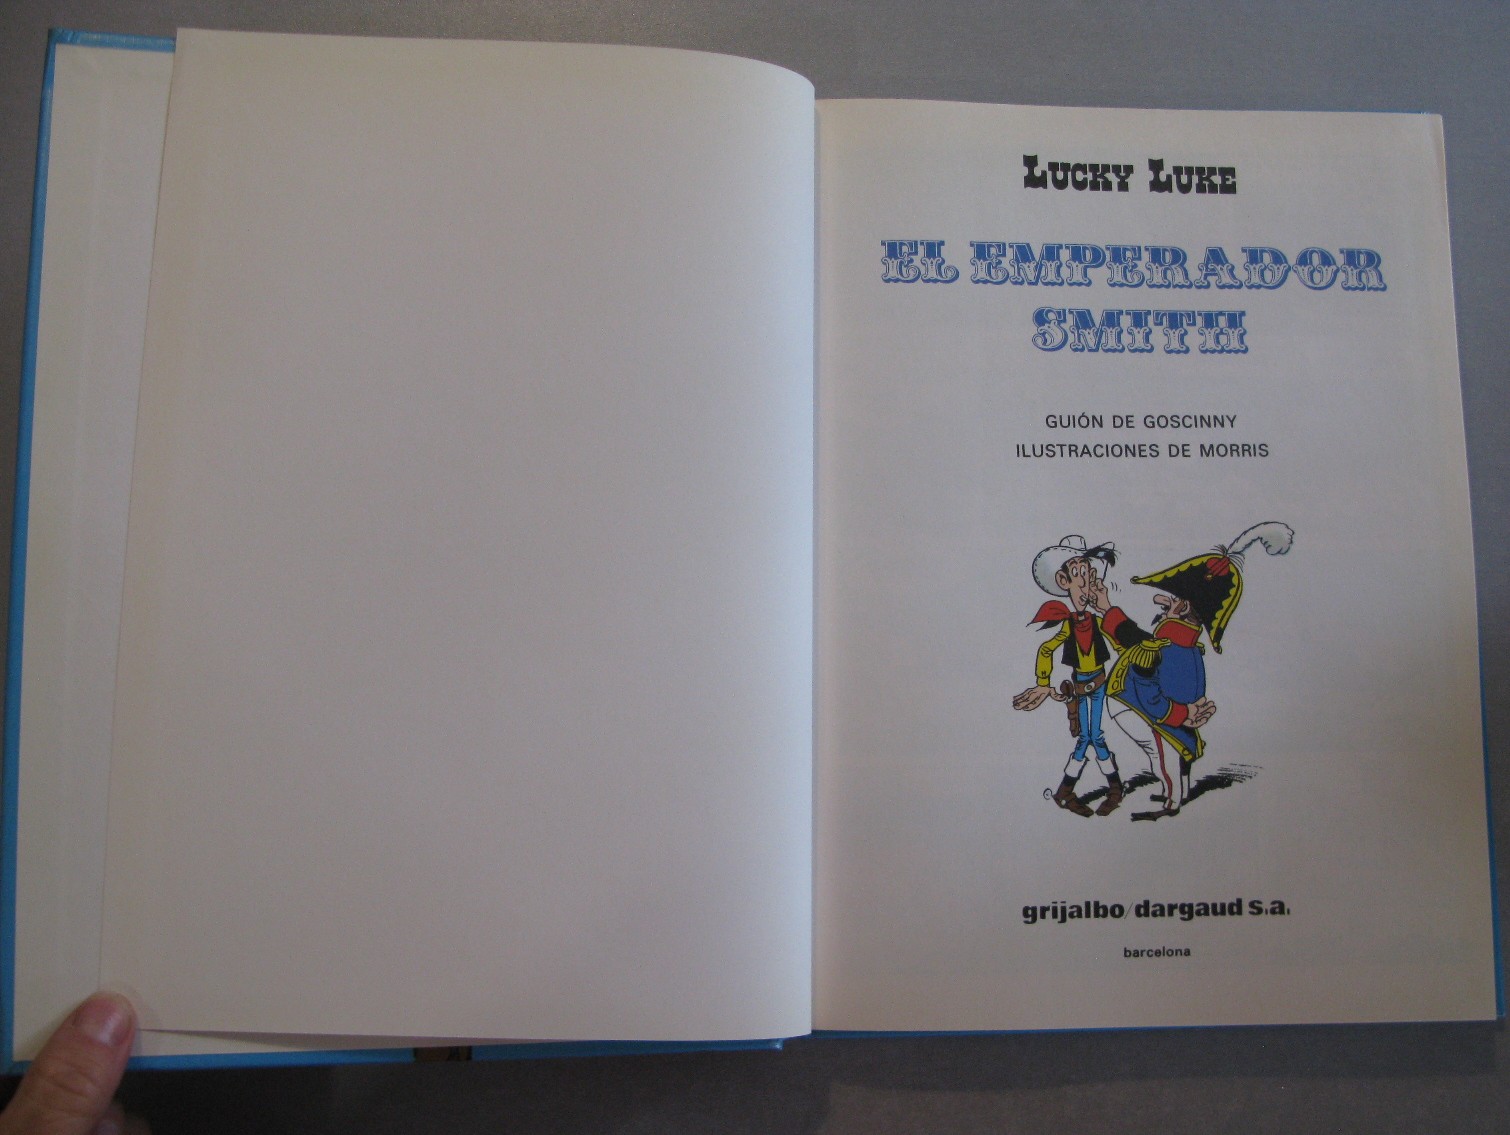 LUCKY LUKE
EL EMPERADOR
SMITH
GUIÓN DE GOSCINNY
ILUSTRACIONES DE MORRIS
grijalbo/dargaud s.a.
barcelona